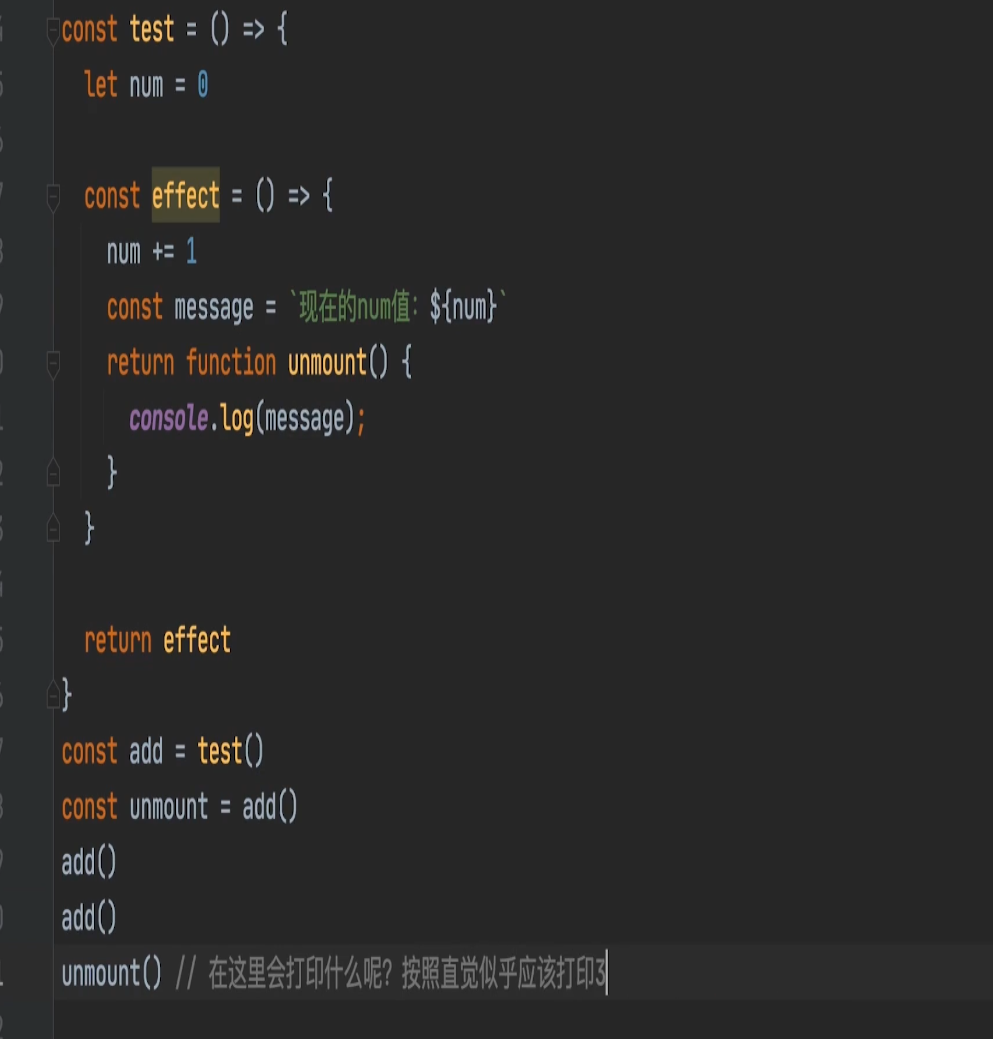 const test = () => {
let num = 0
const effect = () => {
num += 1
const message = `现在的num值：${num}`
return function unmount() {
console.log(message);
}
}
return effect
}
const add = test()
const unmount = add()
add()
add()
unmount() // 在这里会打印什么呢？按照直觉似乎应该打印3